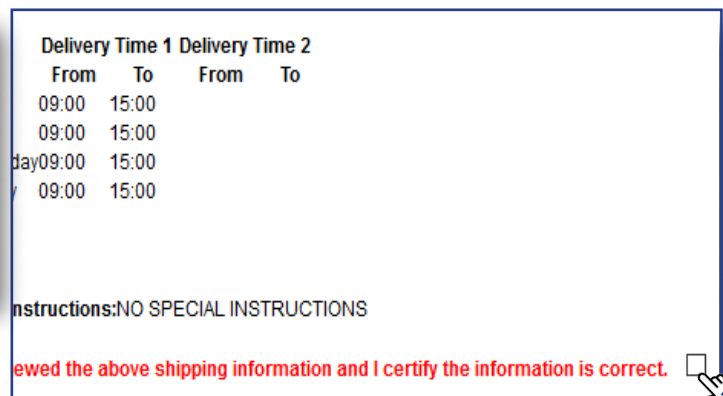 Delivery Time 1 Delivery Time 2
From To From To
09:00 15:00
09:00 15:00
day09:00 15:00
09:00 15:00
nstructions:NO SPECIAL INSTRUCTIONS
ewed the above shipping information and I certify the information is correct.